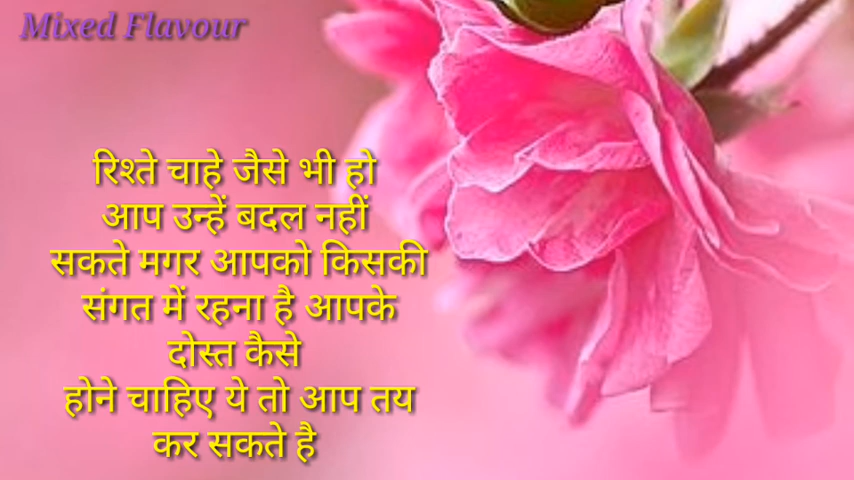 Mixed Flavour
रिश्ते चाहे जैसे भी हो
आप उन्हें बदल नहीं
सकते मगर आपको किसकी
संगत में रहना है आपके
दोस्त कैसे
होने चाहिए ये तो आप तय
कर सकते है